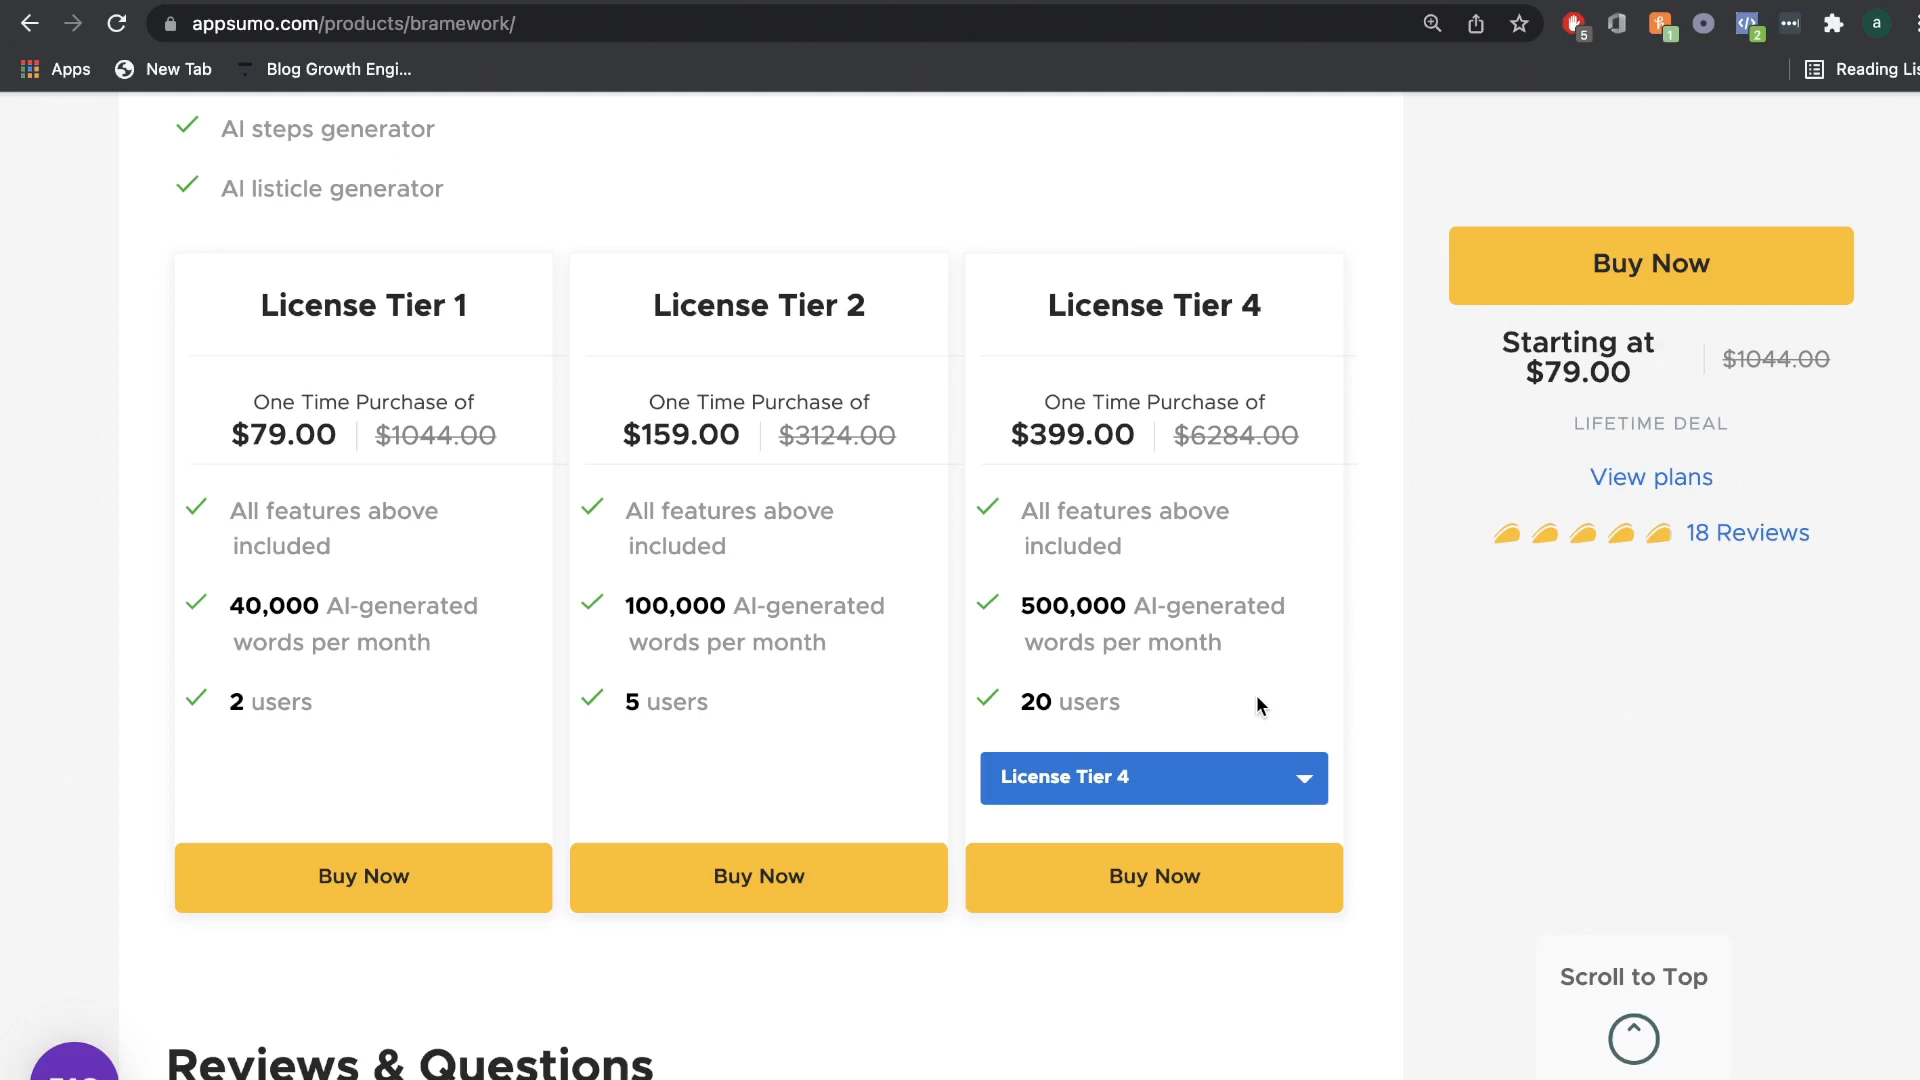 appsumo.com/products/bramework/
5
1
2
a
Apps
New Tab
Blog Growth Engi...
Reading Lis
AI steps generator
AI listicle generator
License Tier 1
One Time Purchase of
$79.00
$1044.00
All features above
included
40,000 AI-generated
words per month
2 users
Buy Now
License Tier 2
One Time Purchase of
$159.00
$3124.00
All features above
included
100,000 AI-generated
words per month
5 users
Buy Now
License Tier 4
One Time Purchase of
$399.00
$6284.00
All features above
included
500,000 AI-generated
words per month
20 users
License Tier 4
Buy Now
Buy Now
Starting at
$79.00
$1044.00
LIFETIME DEAL
View plans
18 Reviews
Scroll to Top
Reviews & Questions